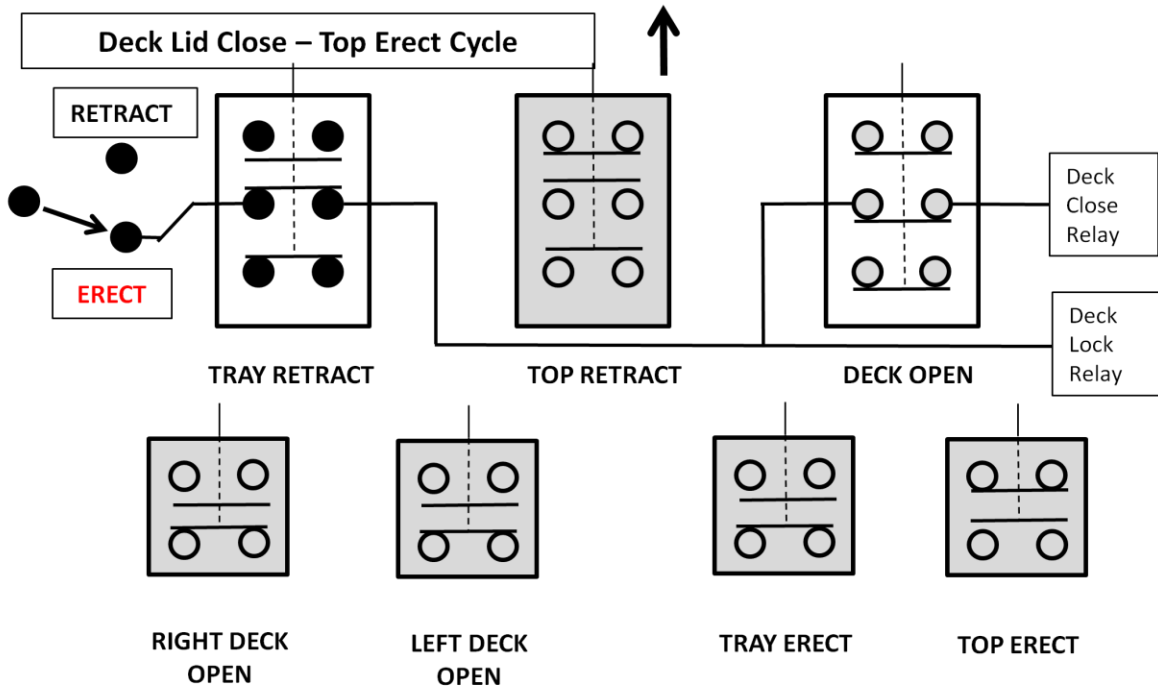 Deck Lid Close – Top Erect Cycle
RETRACT
ERECT
Deck
Close
Relay
Deck
Lock
Relay
TRAY RETRACT
TOP RETRACT
DECK OPEN
RIGHT DECK
OPEN
LEFT DECK
OPEN
TRAY ERECT
TOP ERECT